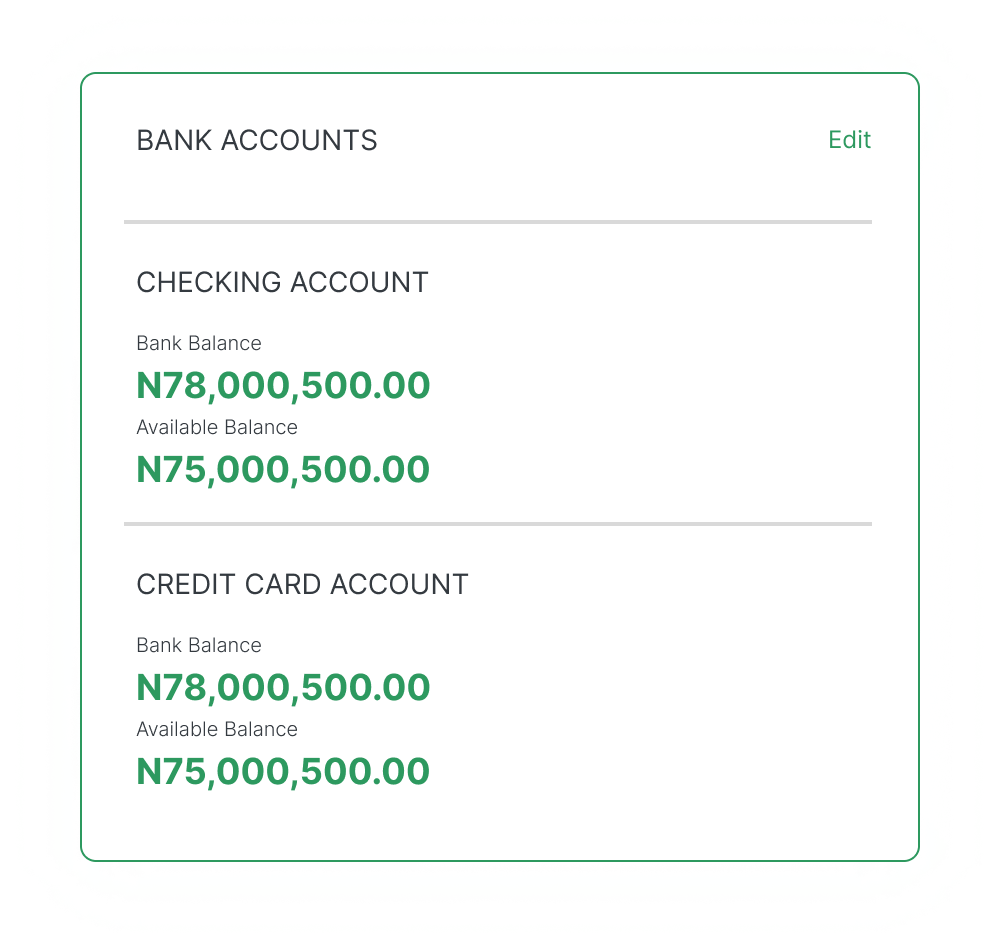 BANK ACCOUNTS
Edit
CHECKING ACCOUNT
Bank Balance
N78,000,500.00
Available Balance
N75,000,500.00
CREDIT CARD ACCOUNT
Bank Balance
N78,000,500.00
Available Balance
N75,000,500.00